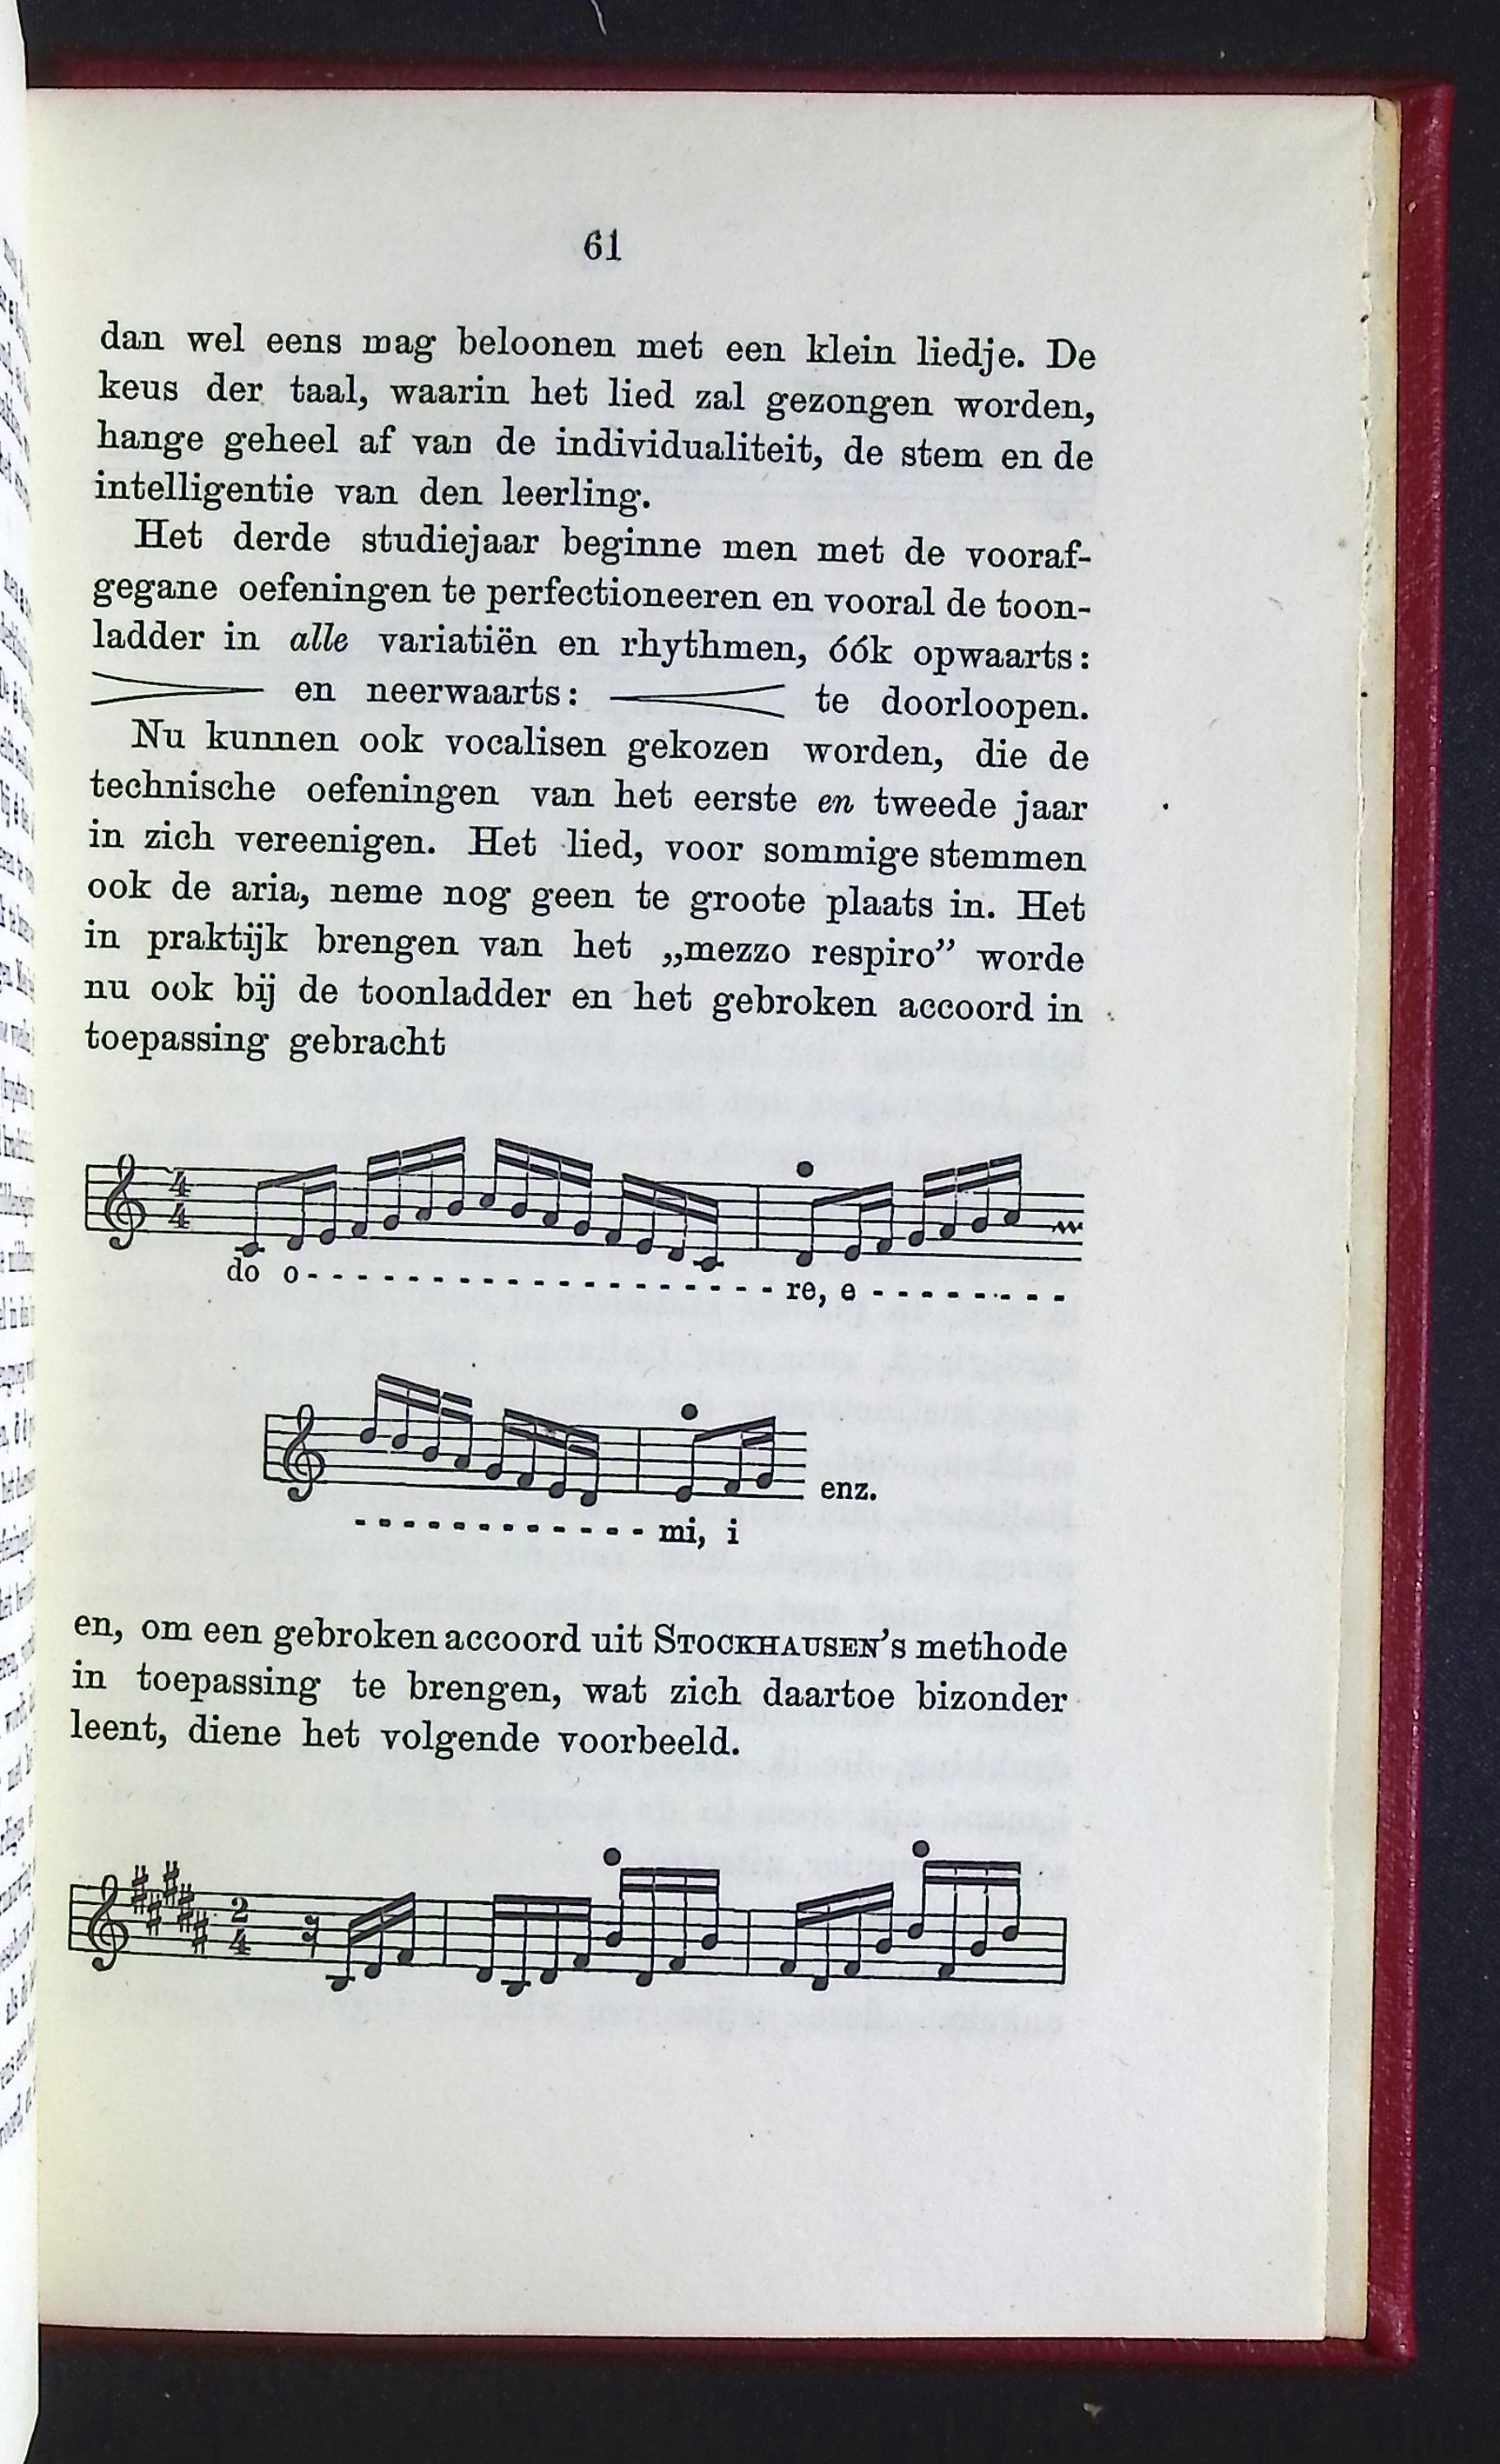 61
dan wel eens mag beloonen met een klein liedje. De
keus der taal, waarin het lied zal gezongen worden,
hange geheel af van de individualiteit, de stem en de
intelligentie van den leerling.
Het derde studiejaar beginne men met de vooraf-
gegane oefeningen te perfectioneeren en vooral de toon-
ladder in alle variatiën en rhythmen, óók opwaarts:
en neerwaarts: te doorloopen.
Nu kunnen ook vocalisen gekozen worden, die de
technische oefeningen van het eerste en tweede jaar
in zich vereenigen. Het lied, voor sommige stemmen
ook de aria, neme nog geen te groote plaats in. Het
in praktijk brengen van het „mezzo respiro” worde
nu ook bij de toonladder en het gebroken accoord in
toepassing gebracht
4
4
do o- - - - - - - - - - - - - - - - - - - re, e - - - - - - - -
enz.
- - - - - - - - - - - - mi, i
en, om een gebroken accoord uit STOCKHAUSEN’s methode
in toepassing te brengen, wat zich daartoe bizonder
leent, diene het volgende voorbeeld.
2
4